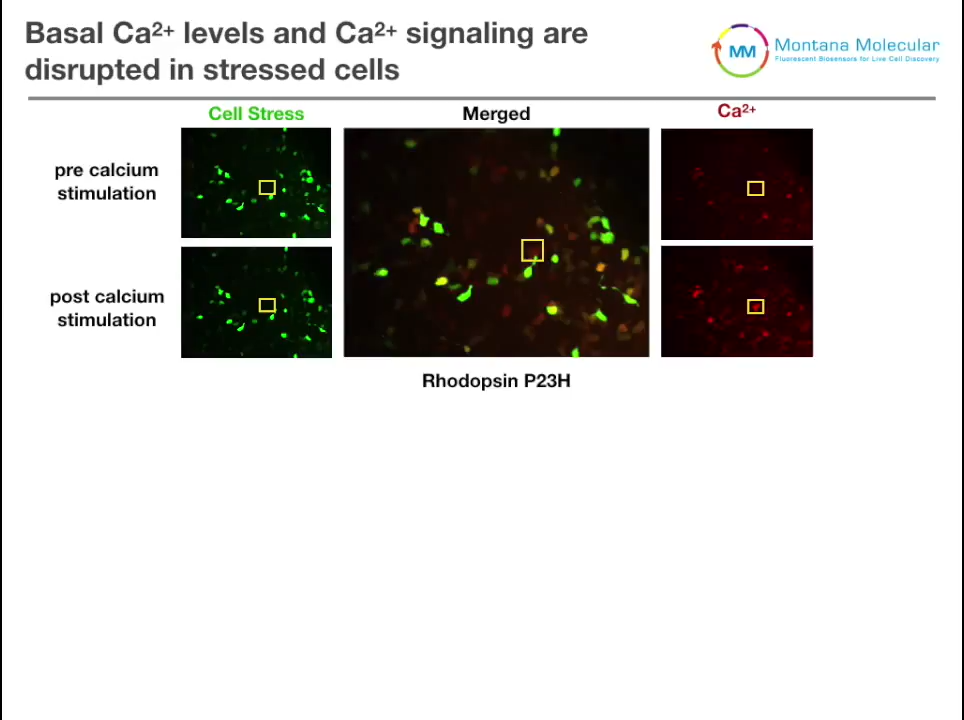 Basal Ca²⁺ levels and Ca²⁺ signaling are
disrupted in stressed cells
MM
Montana Molecular
Fluorescent Biosensors for Live Cell Discovery
Cell Stress
Merged
Ca²⁺
pre calcium
stimulation
post calcium
stimulation
Rhodopsin P23H